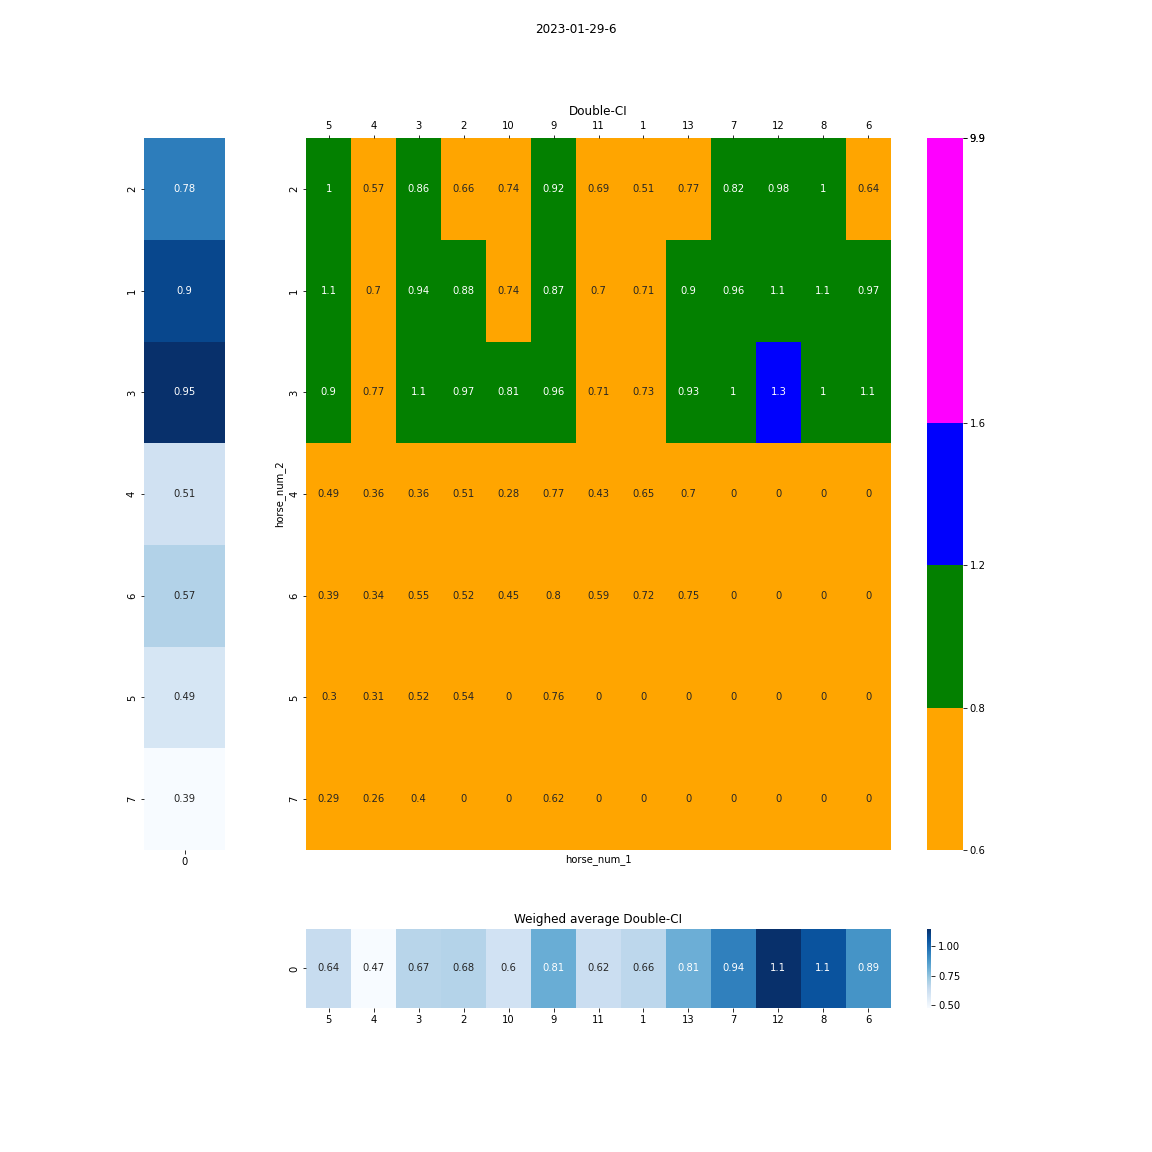 2023-01-29-6
Double-CI
5 4 3 2 10 9 11 1 13 7 12 8 6
9.9
2 0.78 2 1 0.57 0.86 0.66 0.74 0.92 0.69 0.51 0.77 0.82 0.98 1 0.64
1 0.9 1 1.1 0.7 0.94 0.88 0.74 0.87 0.7 0.71 0.9 0.96 1.1 1.1 0.97
3 0.95 3 0.9 0.77 1.1 0.97 0.81 0.96 0.71 0.73 0.93 1 1.3 1 1.1
1.6
horse_num_2
4 0.51 4 0.49 0.36 0.36 0.51 0.28 0.77 0.43 0.65 0.7 0 0 0 0
1.2
6 0.57 6 0.39 0.34 0.55 0.52 0.45 0.8 0.59 0.72 0.75 0 0 0 0
5 0.49 5 0.3 0.31 0.52 0.54 0 0.76 0 0 0 0 0 0 0
0.8
7 0.39 7 0.29 0.26 0.4 0 0 0.62 0 0 0 0 0 0 0
0.6
0
horse_num_1
Weighed average Double-CI
0 0.64 0.47 0.67 0.68 0.6 0.81 0.62 0.66 0.81 0.94 1.1 1.1 0.89
1.00
0.75
0.50
5 4 3 2 10 9 11 1 13 7 12 8 6